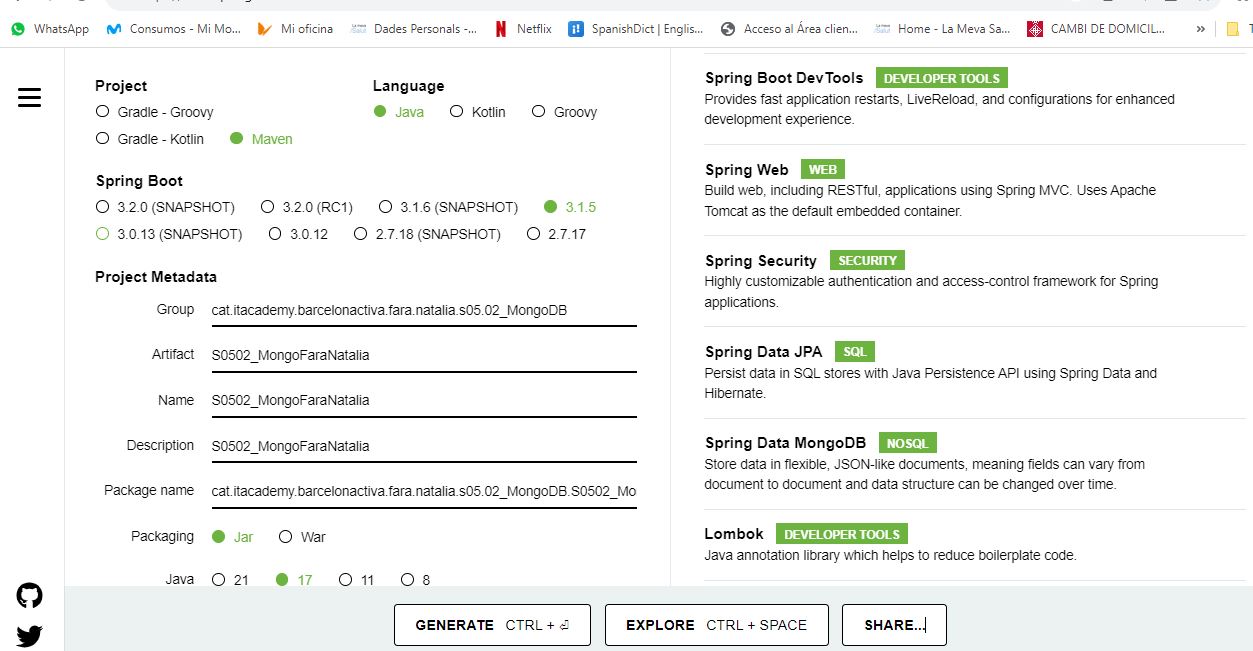 WhatsApp Consumos - Mi Mo... Mi oficina Dades Personals -... Netflix SpanishDict | Englis... Acceso al Área clien... Home - La Meva Sa... CAMBI DE DOMICIL... »
Project
Gradle - Groovy
Gradle - Kotlin Maven
Language
Java Kotlin Groovy
Spring Boot
3.2.0 (SNAPSHOT) 3.2.0 (RC1) 3.1.6 (SNAPSHOT) 3.1.5
3.0.13 (SNAPSHOT) 3.0.12 2.7.18 (SNAPSHOT) 2.7.17
Project Metadata
Group cat.itacademy.barcelonactiva.fara.natalia.s05.02_MongoDB
Artifact S0502_MongoFaraNatalia
Name S0502_MongoFaraNatalia
Description S0502_MongoFaraNatalia
Package name cat.itacademy.barcelonactiva.fara.natalia.s05.02_MongoDB.S0502_Mo
Packaging Jar War
Java 21 17 11 8
Spring Boot DevTools DEVELOPER TOOLS
Provides fast application restarts, LiveReload, and configurations for enhanced
development experience.
Spring Web WEB
Build web, including RESTful, applications using Spring MVC. Uses Apache
Tomcat as the default embedded container.
Spring Security SECURITY
Highly customizable authentication and access-control framework for Spring
applications.
Spring Data JPA SQL
Persist data in SQL stores with Java Persistence API using Spring Data and
Hibernate.
Spring Data MongoDB NOSQL
Store data in flexible, JSON-like documents, meaning fields can vary from
document to document and data structure can be changed over time.
Lombok DEVELOPER TOOLS
Java annotation library which helps to reduce boilerplate code.
GENERATE CTRL + ⏎ EXPLORE CTRL + SPACE SHARE...